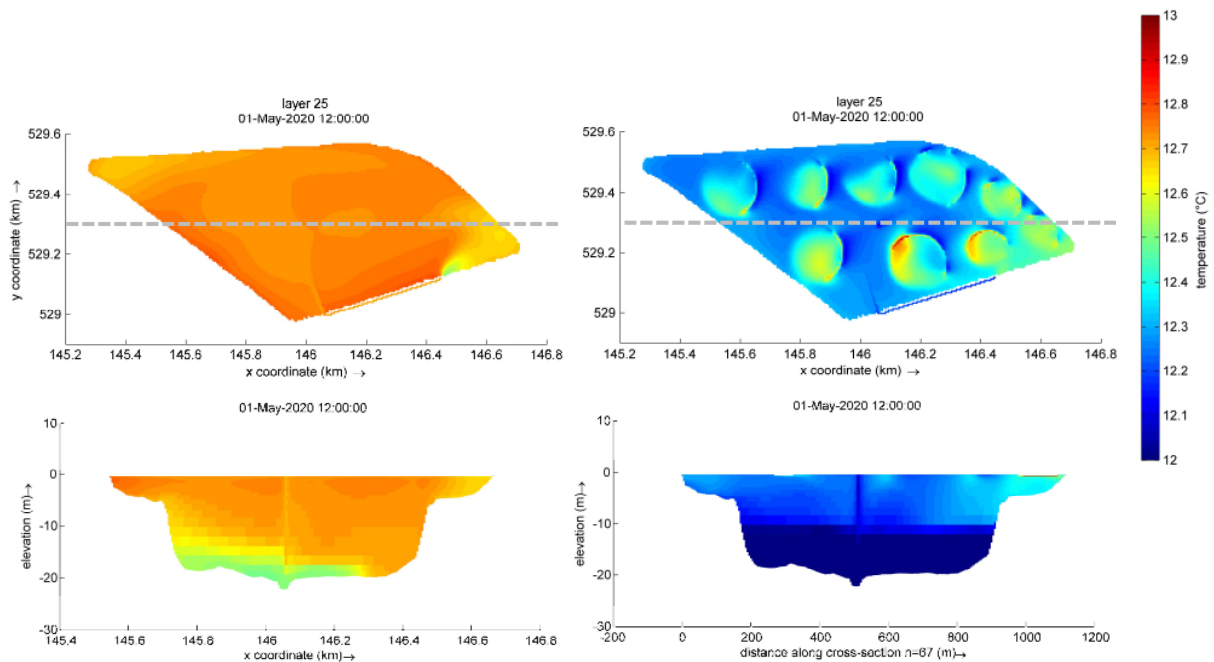 layer 25
01-May-2020 12:00:00
529.6
529.4
529.2
529
y coordinate (km) →
145.2 145.4 145.6 145.8 146 146.2 146.4 146.6 146.8
x coordinate (km) →
layer 25
01-May-2020 12:00:00
529.6
529.4
529.2
529
145.2 145.4 145.6 145.8 146 146.2 146.4 146.6 146.8
x coordinate (km) →
13
12.9
12.8
12.7
12.6
12.5
12.4
12.3
12.2
12.1
12
temperature (°C)
01-May-2020 12:00:00
10
0
-10
-20
-30
elevation (m)→
145.4 145.6 145.8 146 146.2 146.4 146.6 146.8
x coordinate (km)→
01-May-2020 12:00:00
10
0
-10
-20
-30
elevation (m)→
-200 0 200 400 600 800 1000 1200
distance along cross-section n=67 (m)→